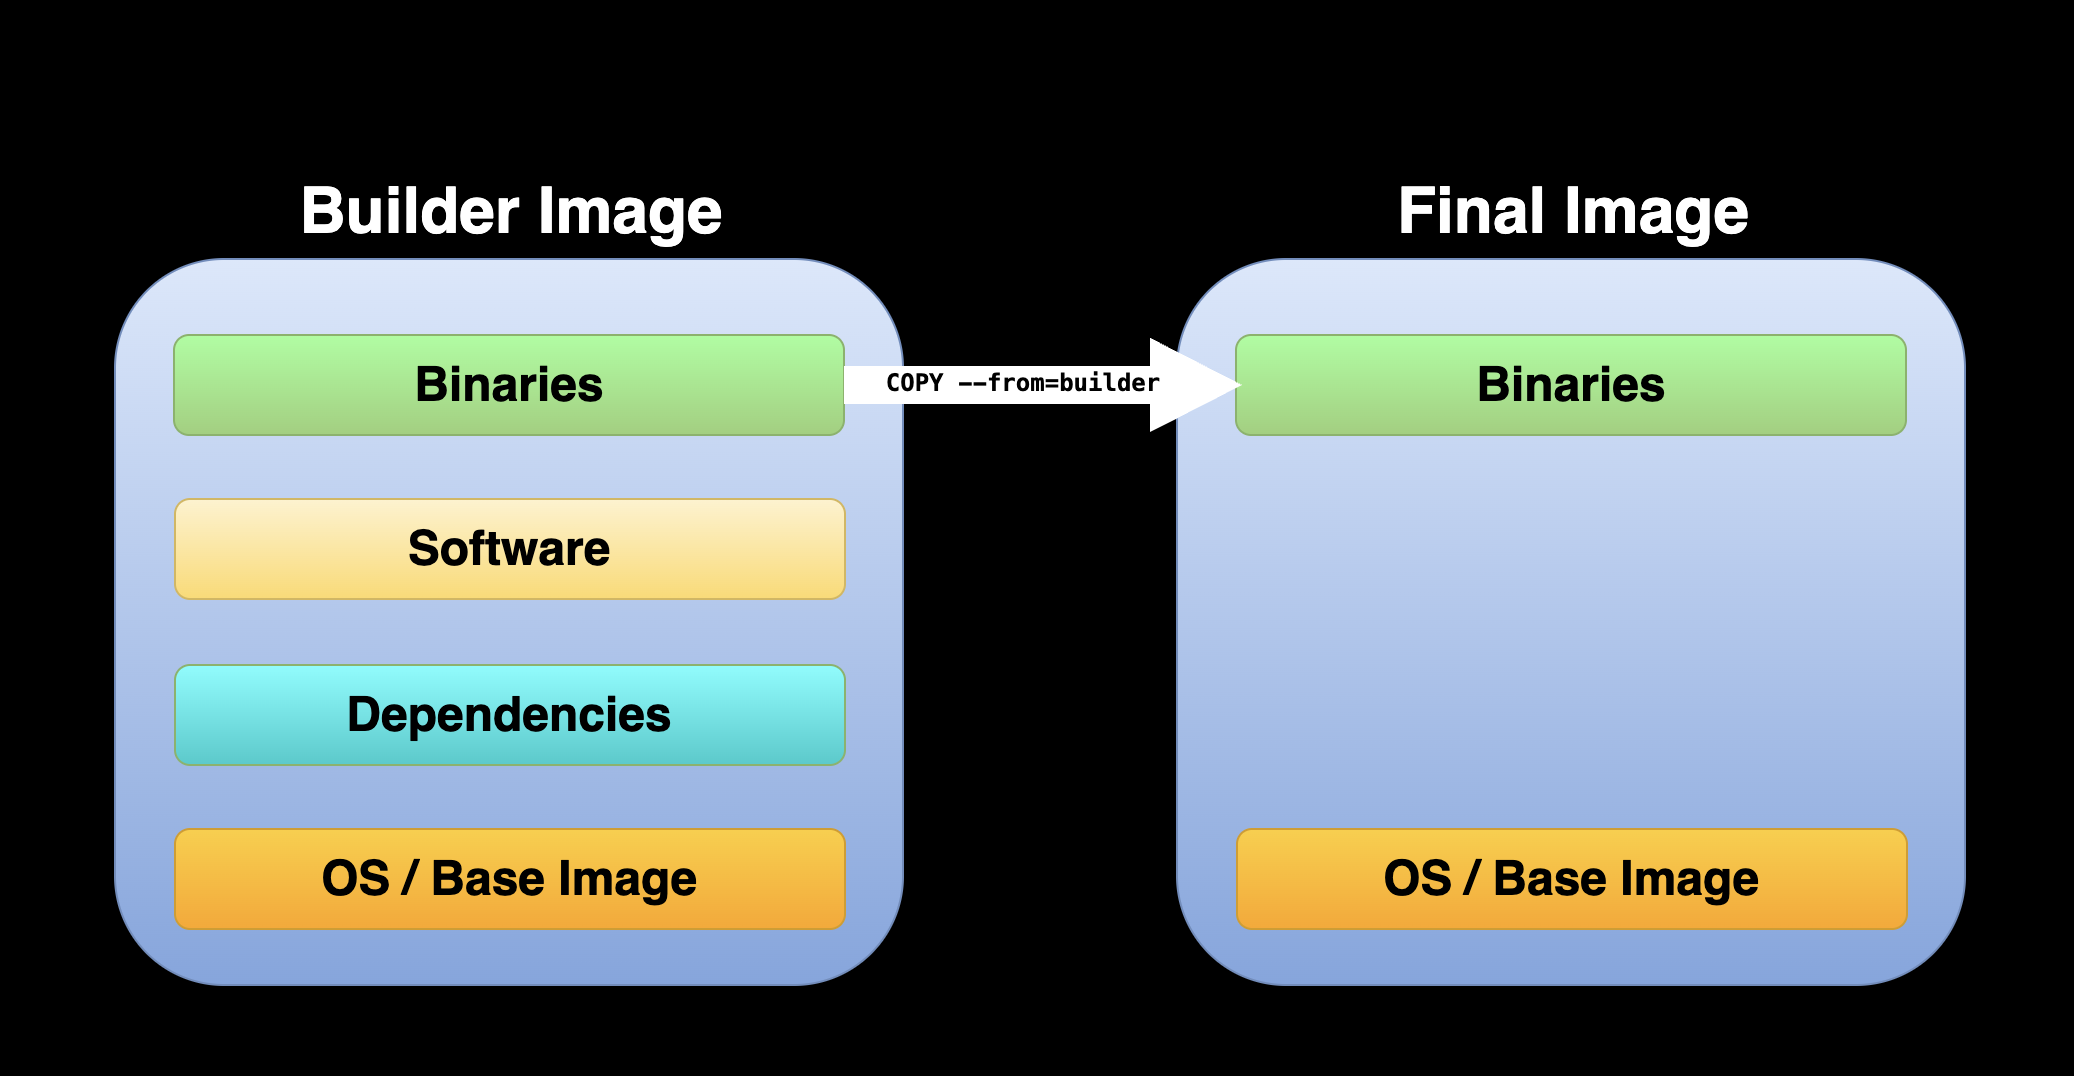 Builder Image
Binaries
Software
Dependencies
OS / Base Image
COPY --from=builder
Final Image
Binaries
OS / Base Image